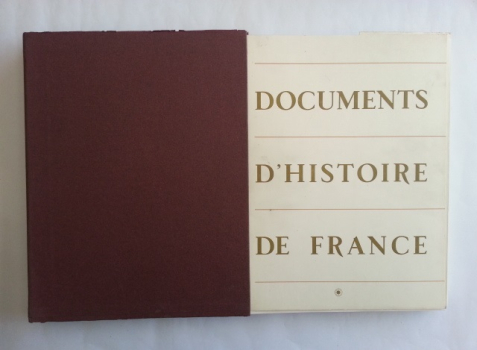 DOCUMENTS
D'HISTOIRE
DE FRANCE